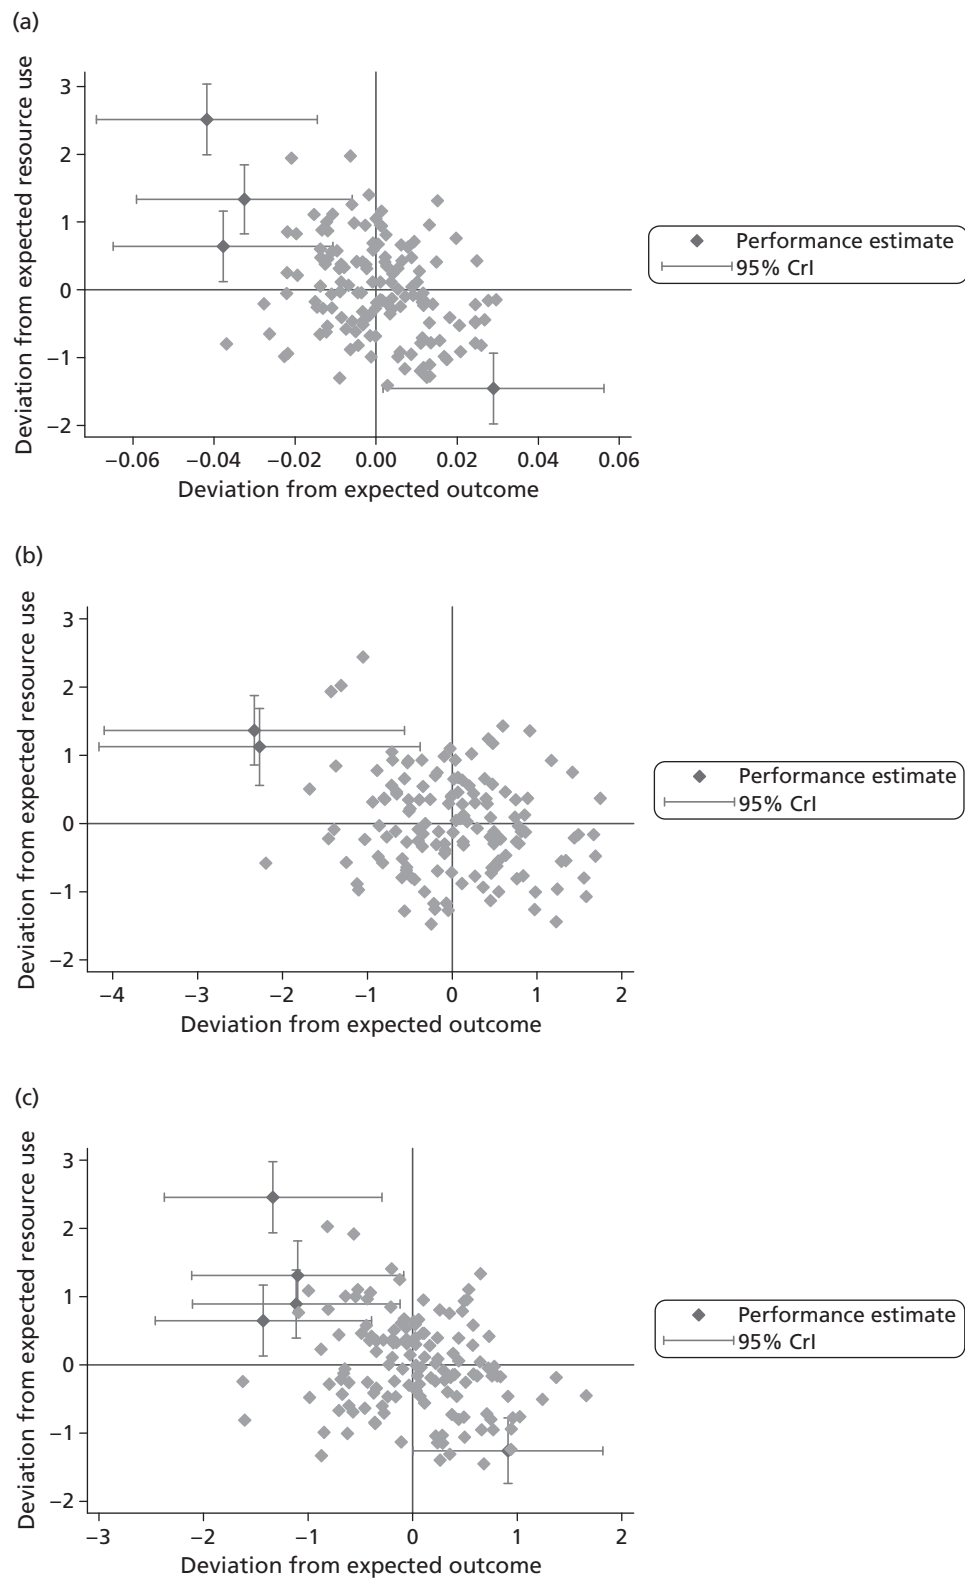 (a)
Deviation from expected resource use
3
2
1
0
−1
−2
−0.06 −0.04 −0.02 0.00 0.02 0.04 0.06
Deviation from expected outcome
Performance estimate
95% CrI
(b)
Deviation from expected resource use
3
2
1
0
−1
−2
−4 −3 −2 −1 0 1 2
Deviation from expected outcome
Performance estimate
95% CrI
(c)
Deviation from expected resource use
3
2
1
0
−1
−2
−3 −2 −1 0 1 2
Deviation from expected outcome
Performance estimate
95% CrI